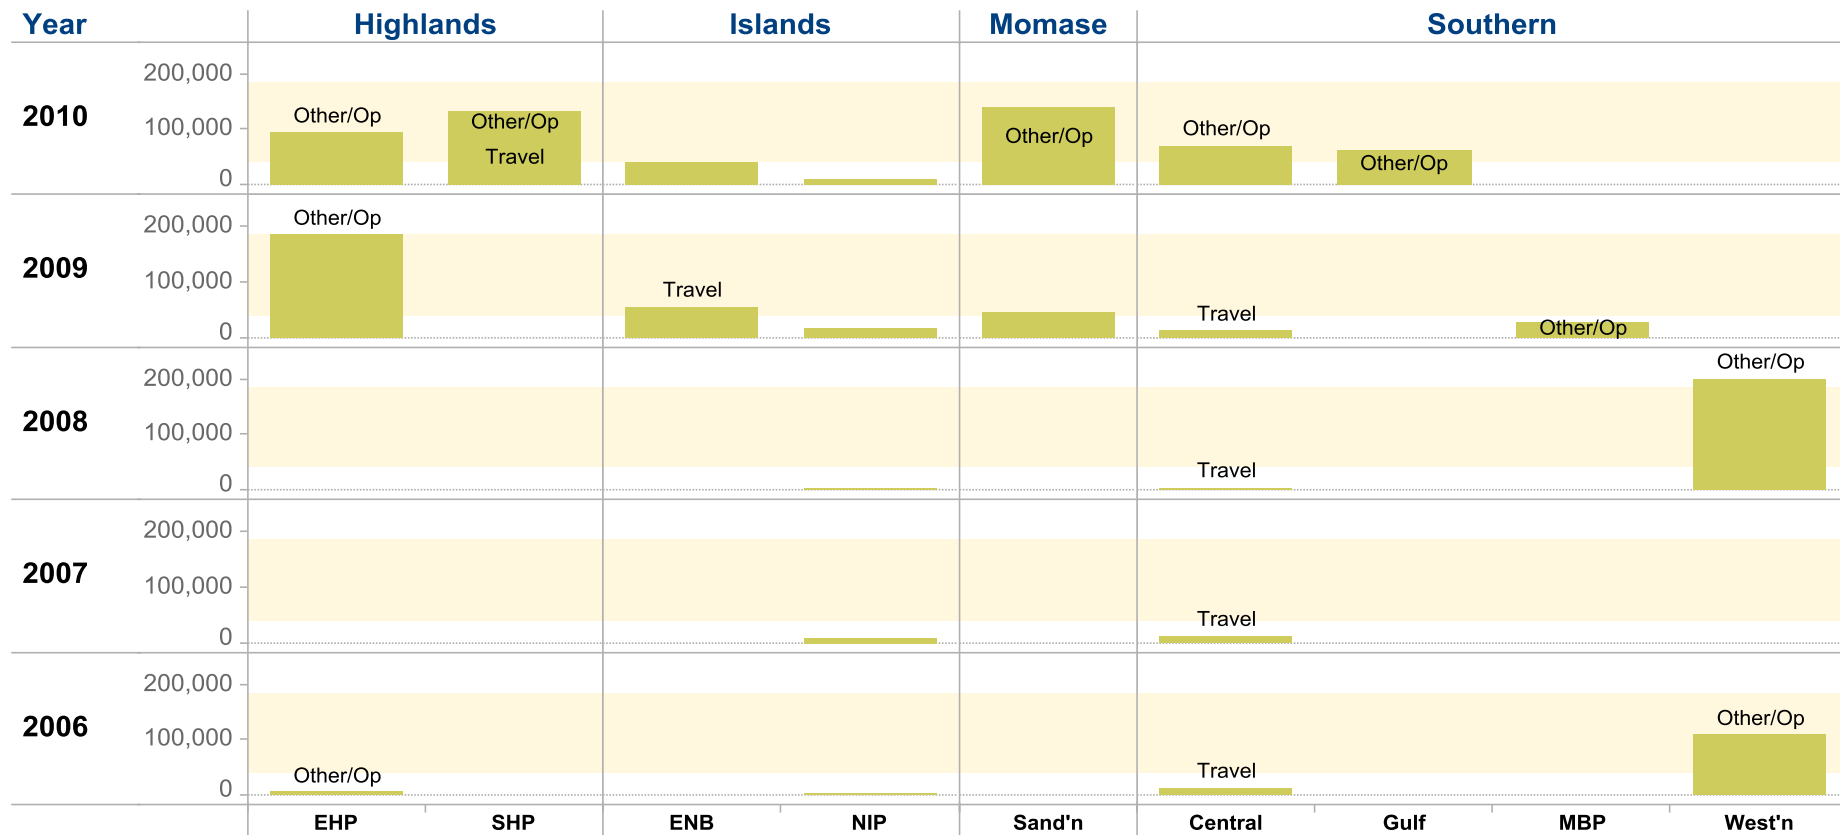 Year Highlands Islands Momase Southern
200,000
2010 Other/Op Other/Op Other/Op Other/Op
100,000
Travel Other/Op
0
Other/Op
200,000
2009
100,000 Travel
Travel
0 Other/Op
Other/Op
200,000
2008
100,000
Travel
0
200,000
2007
100,000
Travel
0
200,000
2006 Other/Op
100,000
Other/Op Travel
0
EHP SHP ENB NIP Sand'n Central Gulf MBP West'n